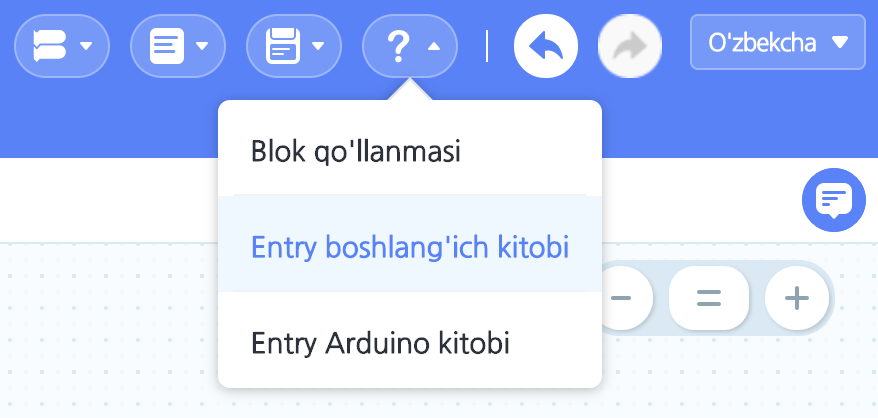 O'zbekcha
Blok qo'llanmasi
Entry boshlang'ich kitobi
Entry Arduino kitobi